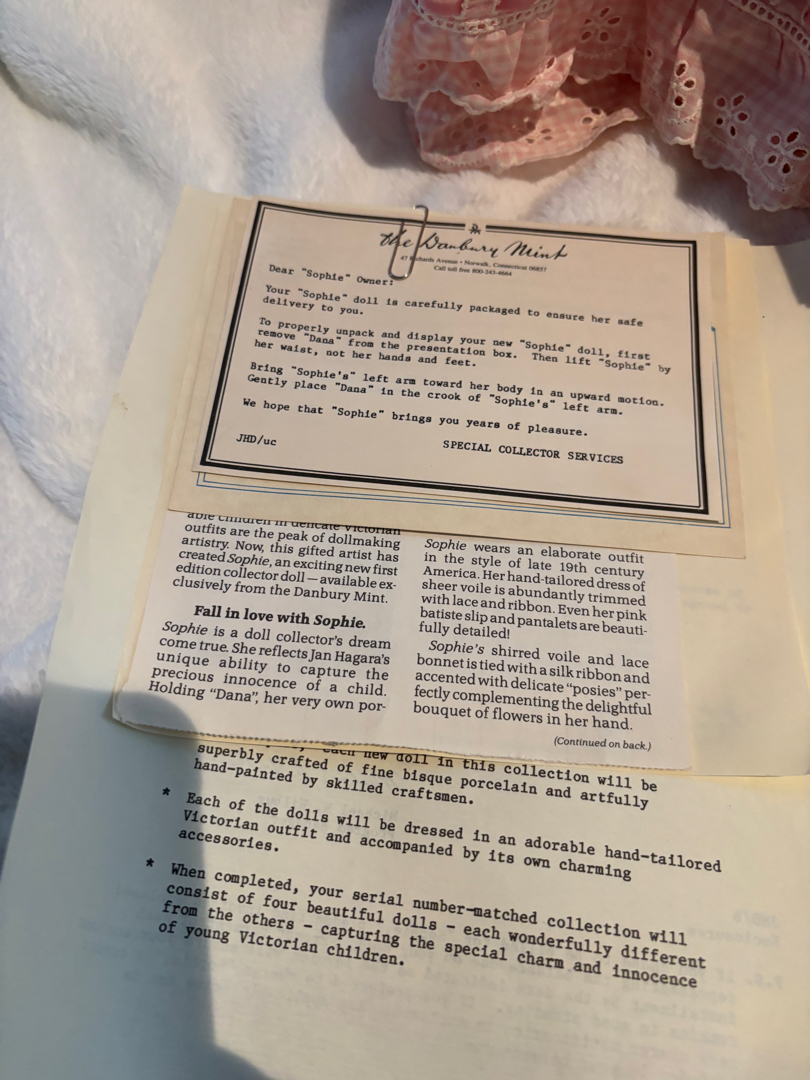 the Danbury Mint
47 Richards Avenue • Norwalk, Connecticut 06857
Call toll free 800-243-4664
Dear "Sophie" Owner:
Your "Sophie" doll is carefully packaged to ensure her safe
delivery to you.
To properly unpack and display your new "Sophie" doll, first
remove "Dana" from the presentation box. Then lift "Sophie" by
her waist, not her hands and feet.
Bring "Sophie's" left arm toward her body in an upward motion.
Gently place "Dana" in the crook of "Sophie's" left arm.
We hope that "Sophie" brings you years of pleasure.
SPECIAL COLLECTOR SERVICES
JHD/uc
able children in delicate Victorian
outfits are the peak of dollmaking
artistry. Now, this gifted artist has
created Sophie, an exciting new first
edition collector doll — available ex-
clusively from the Danbury Mint.
Fall in love with Sophie.
Sophie is a doll collector's dream
come true. She reflects Jan Hagara's
unique ability to capture the
precious innocence of a child.
Holding "Dana", her very own por-
Sophie wears an elaborate outfit
in the style of late 19th century
America. Her hand-tailored dress of
sheer voile is abundantly trimmed
with lace and ribbon. Even her pink
batiste slip and pantalets are beauti-
fully detailed!
Sophie's shirred voile and lace
bonnet is tied with a silk ribbon and
accented with delicate "posies" per-
fectly complementing the delightful
bouquet of flowers in her hand.
(Continued on back.)
each new doll in this collection will be
superbly crafted of fine bisque porcelain and artfully
hand-painted by skilled craftsmen.
* Each of the dolls will be dressed in an adorable hand-tailored
Victorian outfit and accompanied by its own charming
accessories.
* When completed, your serial number-matched collection will
consist of four beautiful dolls - each wonderfully different
from the others - capturing the special charm and innocence
of young Victorian children.